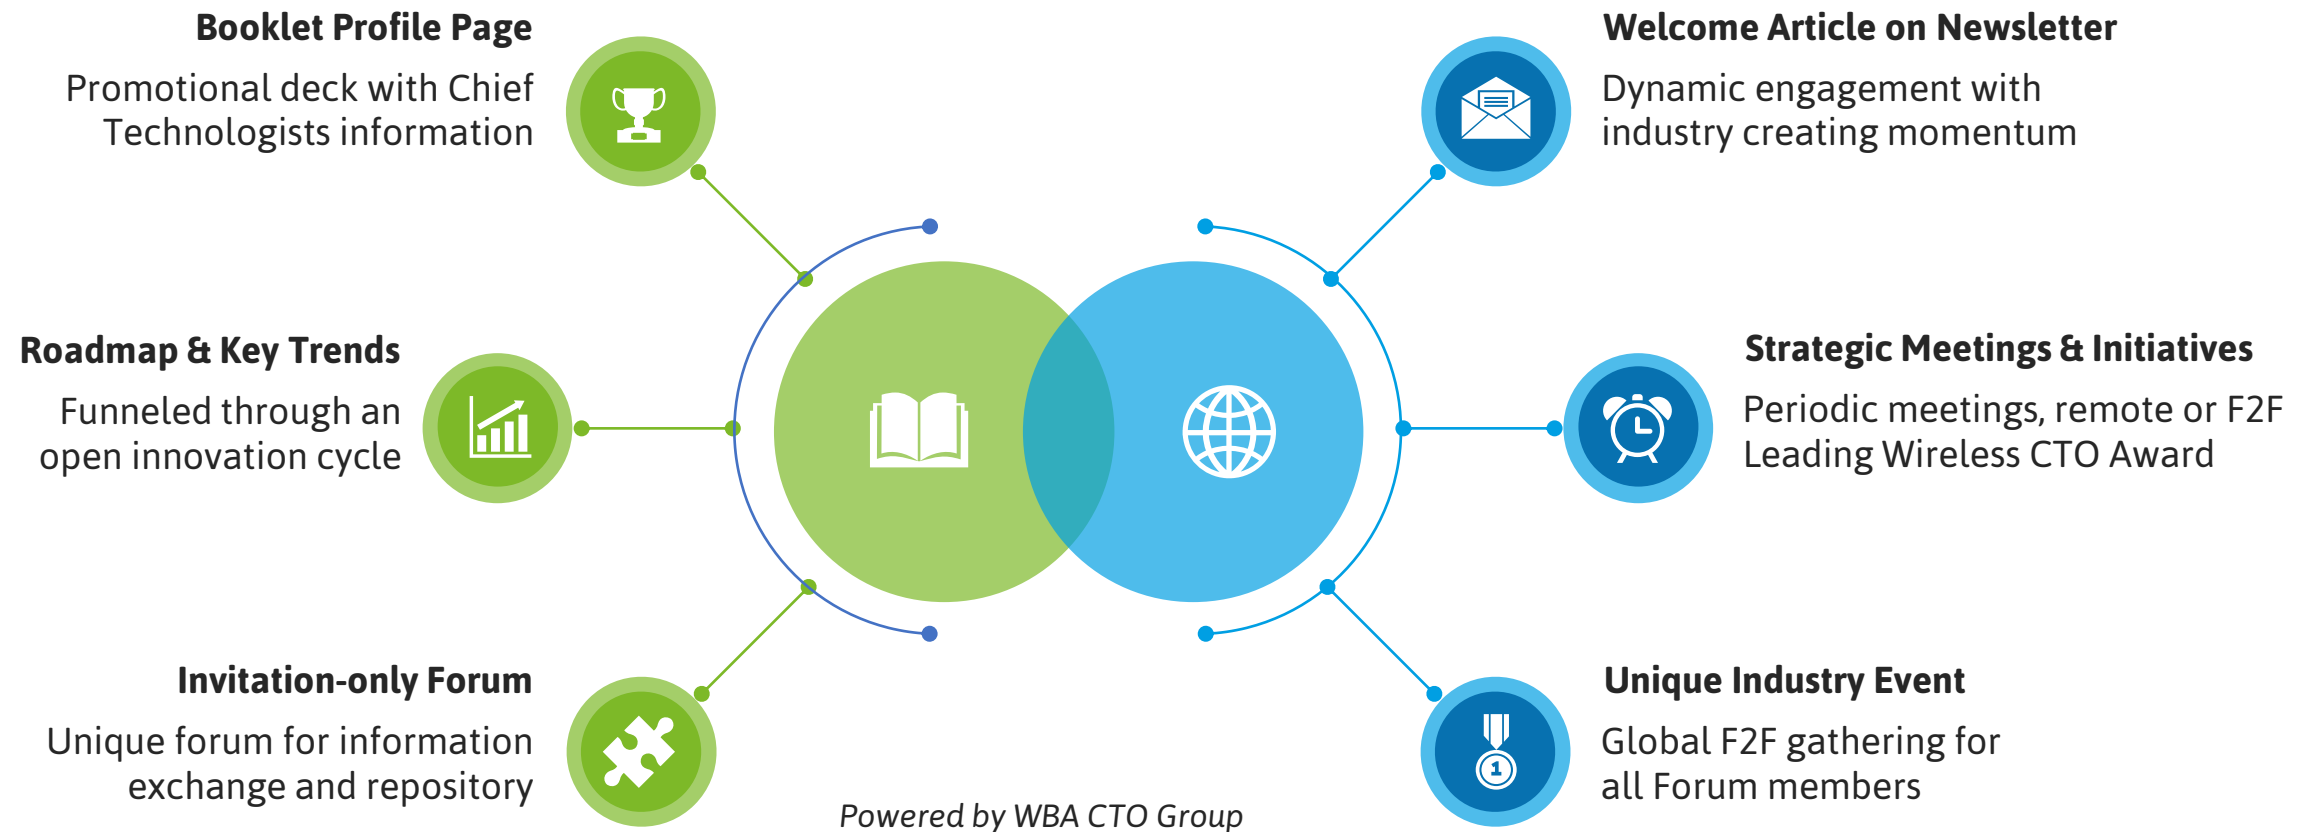 Booklet Profile Page
Promotional deck with Chief
Technologists information
Roadmap & Key Trends
Funneled through an
open innovation cycle
Invitation-only Forum
Unique forum for information
exchange and repository
Welcome Article on Newsletter
Dynamic engagement with
industry creating momentum
Strategic Meetings & Initiatives
Periodic meetings, remote or F2F
Leading Wireless CTO Award
Unique Industry Event
Global F2F gathering for
all Forum members
1
Powered by WBA CTO Group